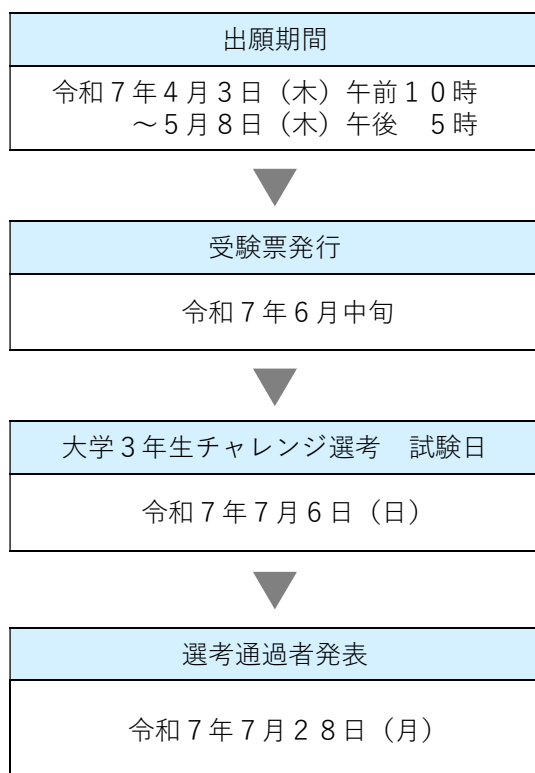 出願期間
令和７年４月３日（木）午前１０時
～５月８日（木）午後　５時
受験票発行
令和７年６月中旬
大学３年生チャレンジ選考　試験日
令和７年７月６日（日）
選考通過者発表
令和７年７月２８日（月）